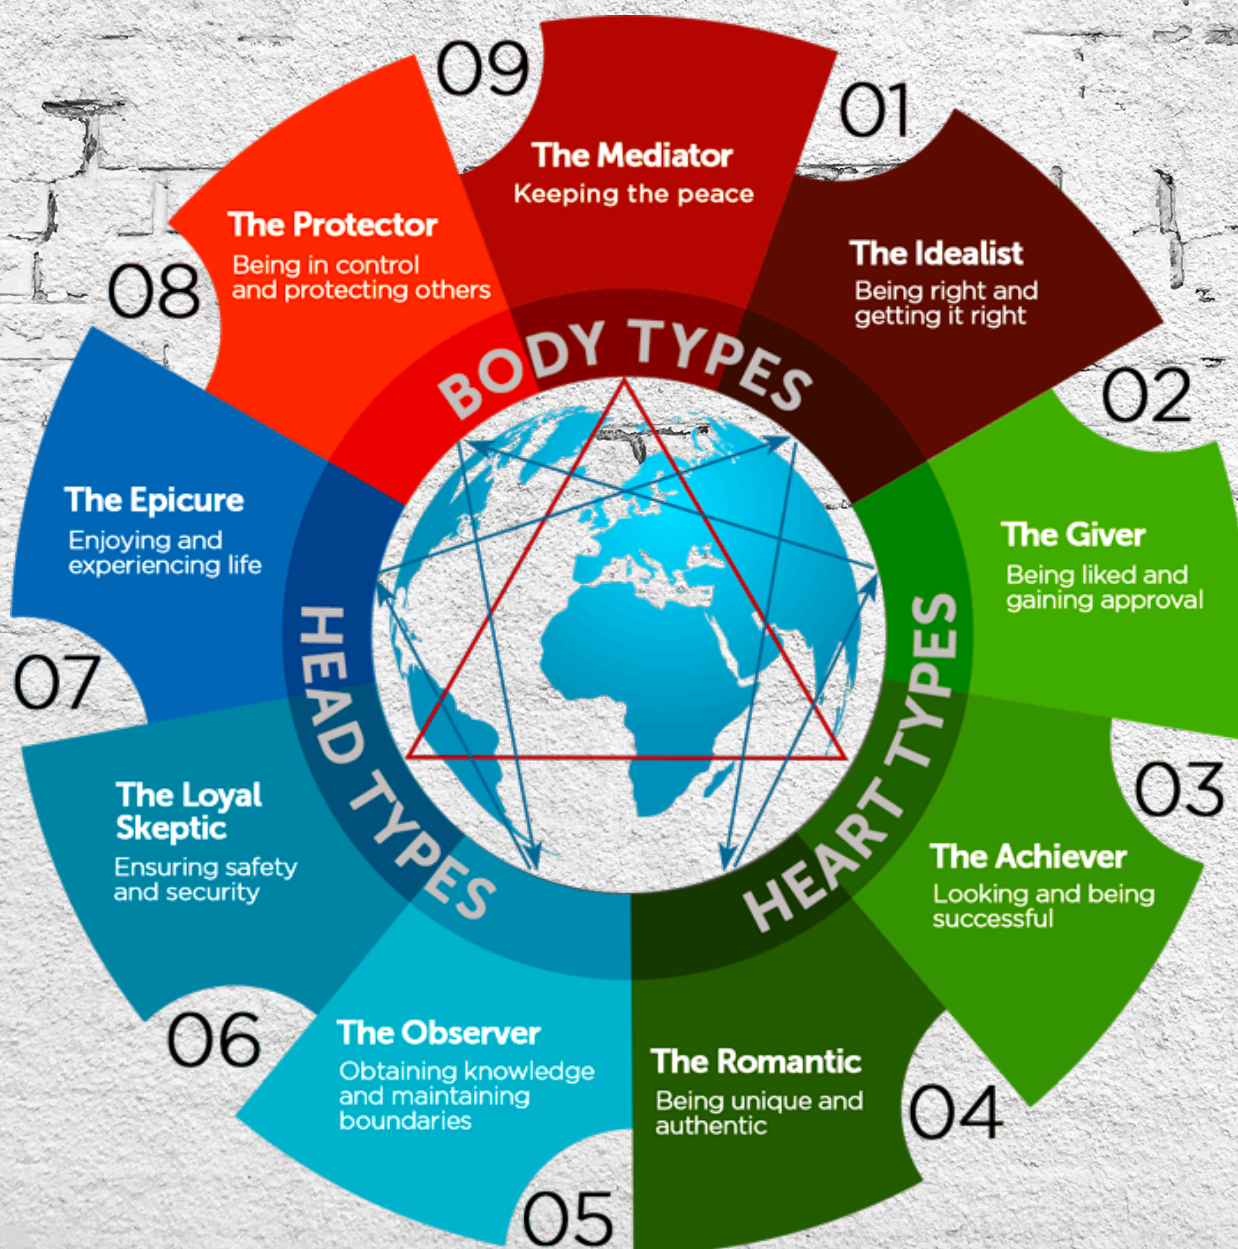 09
The Mediator
Keeping the peace
01
The Idealist
Being right and
getting it right
02
The Giver
Being liked and
gaining approval
03
The Achiever
Looking and being
successful
04
The Romantic
Being unique and
authentic
05
The Observer
Obtaining knowledge
and maintaining
boundaries
06
The Loyal
Skeptic
Ensuring safety
and security
07
The Epicure
Enjoying and
experiencing life
08
The Protector
Being in control
and protecting others
BODY TYPES
HEART TYPES
HEAD TYPES